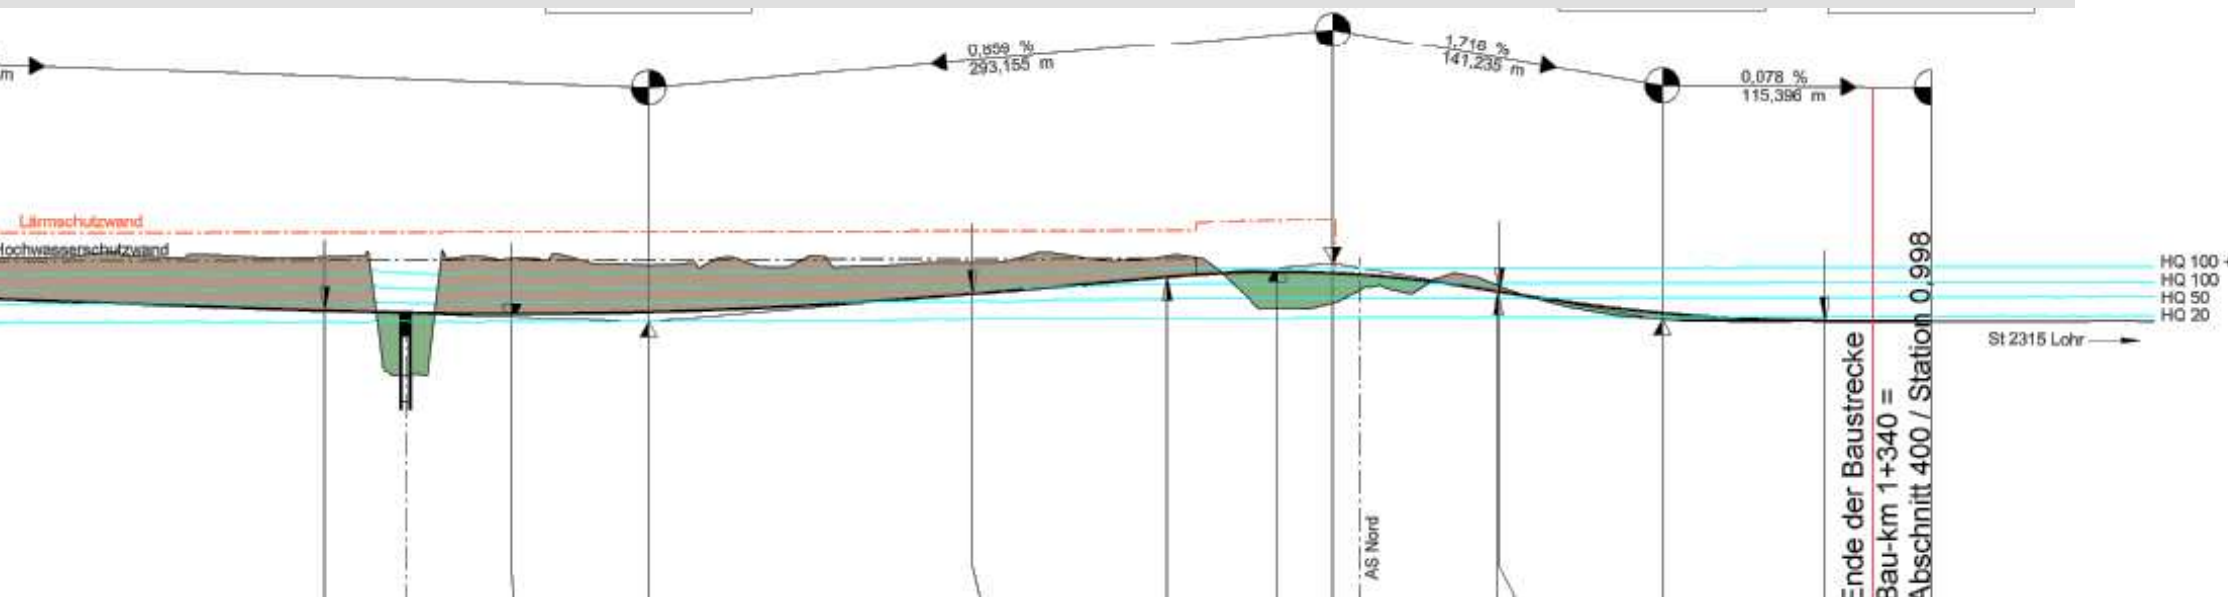 0,859 %
293,155 m
1,716 %
141,235 m
0,078 %
115,396 m
m
Lärmschutzwand
Hochwasserschutzwand
HQ 100 +
HQ 100
HQ 50
HQ 20
St 2315 Lohr
AS Nord
Ende der Baustrecke
Bau-km 1+340 =
Abschnitt 400 / Station 0,998